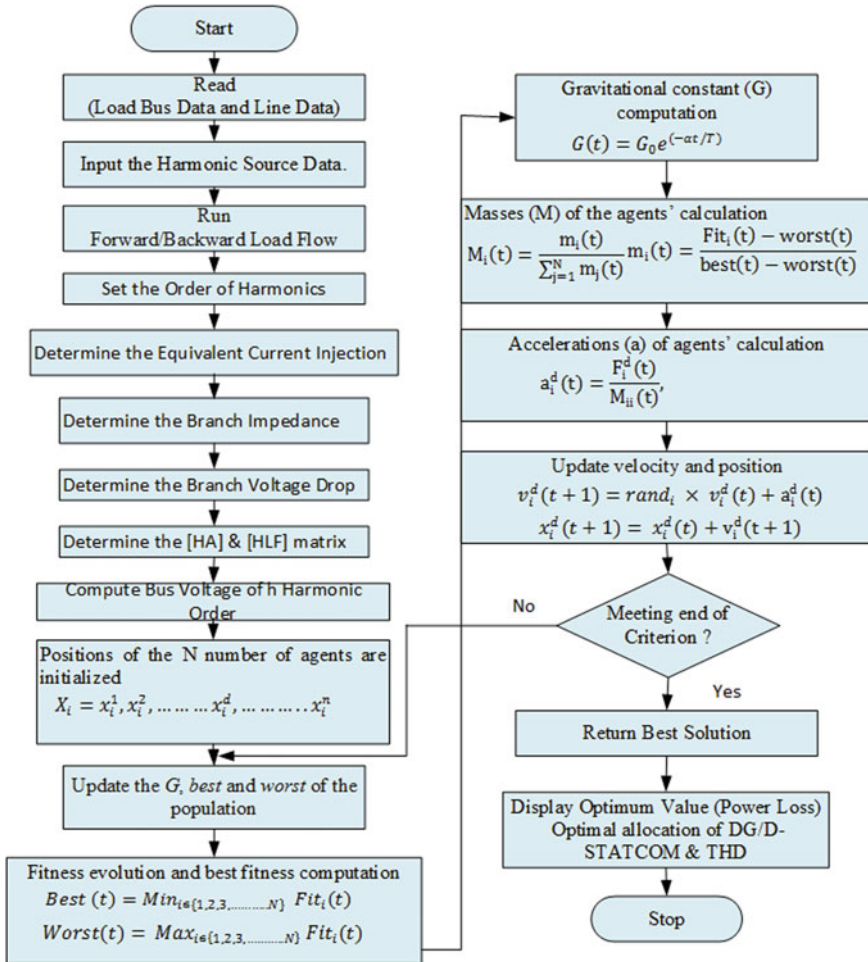 Start
Read
(Load Bus Data and Line Data)
Input the Harmonic Source Data.
Run
Forward/Backward Load Flow
Set the Order of Harmonics
Determine the Equivalent Current Injection
Determine the Branch Impedance
Determine the Branch Voltage Drop
Determine the [HA] & [HLF] matrix
Compute Bus Voltage of h Harmonic
Order
Positions of the N number of agents are
initialized
X_i = x_i^1, x_i^2, ... ... ... x_i^d, ... ... ... .. x_i^n
Update the G, best and worst of the
population
Fitness evolution and best fitness computation
Best (t) = Min_{iϵ{1,2,3,..........N}} Fit_i(t)
Worst(t) = Max_{iϵ{1,2,3,..........N}} Fit_i(t)
Gravitational constant (G)
computation
G(t) = G_0e^{(-αt/T)}
Masses (M) of the agents' calculation
M_i(t) = m_i(t) / ∑_{j=1}^N m_j(t) m_i(t) = Fit_i(t) − worst(t) / best(t) − worst(t)
Accelerations (a) of agents' calculation
a_i^d(t) = F_i^d(t) / M_ii(t),
Update velocity and position
v_i^d(t + 1) = rand_i × v_i^d(t) + a_i^d(t)
x_i^d(t + 1) = x_i^d(t) + v_i^d(t + 1)
No
Meeting end of
Criterion ?
Yes
Return Best Solution
Display Optimum Value (Power Loss)
Optimal allocation of DG/D-
STATCOM & THD
Stop